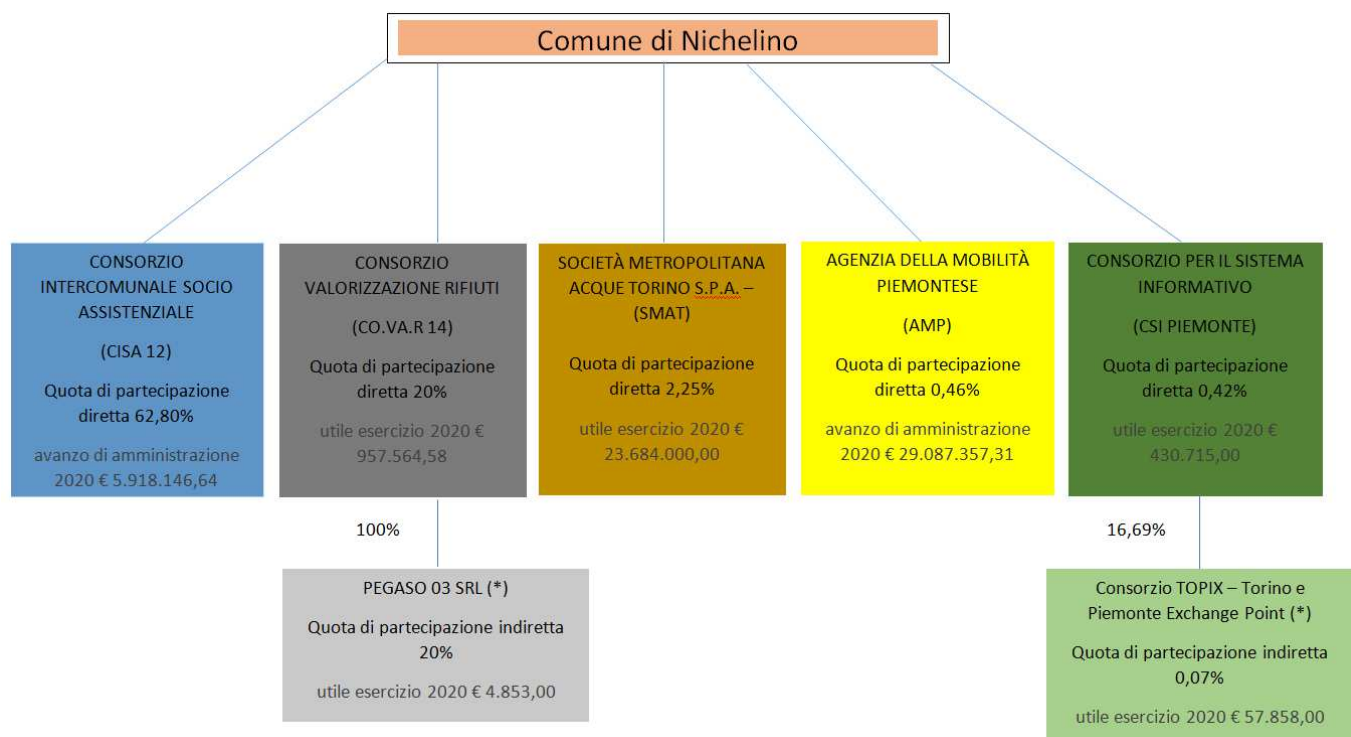 Comune di Nichelino
CONSORZIO
INTERCOMUNALE SOCIO
ASSISTENZIALE
(CISA 12)
Quota di partecipazione
diretta 62,80%
avanzo di amministrazione
2020 € 5.918.146,64
CONSORZIO
VALORIZZAZIONE RIFIUTI
(CO.VA.R 14)
Quota di partecipazione
diretta 20%
utile esercizio 2020 €
957.564,58
SOCIETÀ METROPOLITANA
ACQUE TORINO S.P.A. –
(SMAT)
Quota di partecipazione
diretta 2,25%
utile esercizio 2020 €
23.684.000,00
AGENZIA DELLA MOBILITÀ
PIEMONTESE
(AMP)
Quota di partecipazione
diretta 0,46%
avanzo di amministrazione
2020 € 29.087.357,31
CONSORZIO PER IL SISTEMA
INFORMATIVO
(CSI PIEMONTE)
Quota di partecipazione
diretta 0,42%
utile esercizio 2020 €
430.715,00
100%
16,69%
PEGASO 03 SRL (*)
Quota di partecipazione indiretta
20%
utile esercizio 2020 € 4.853,00
Consorzio TOPIX – Torino e
Piemonte Exchange Point (*)
Quota di partecipazione indiretta
0,07%
utile esercizio 2020 € 57.858,00